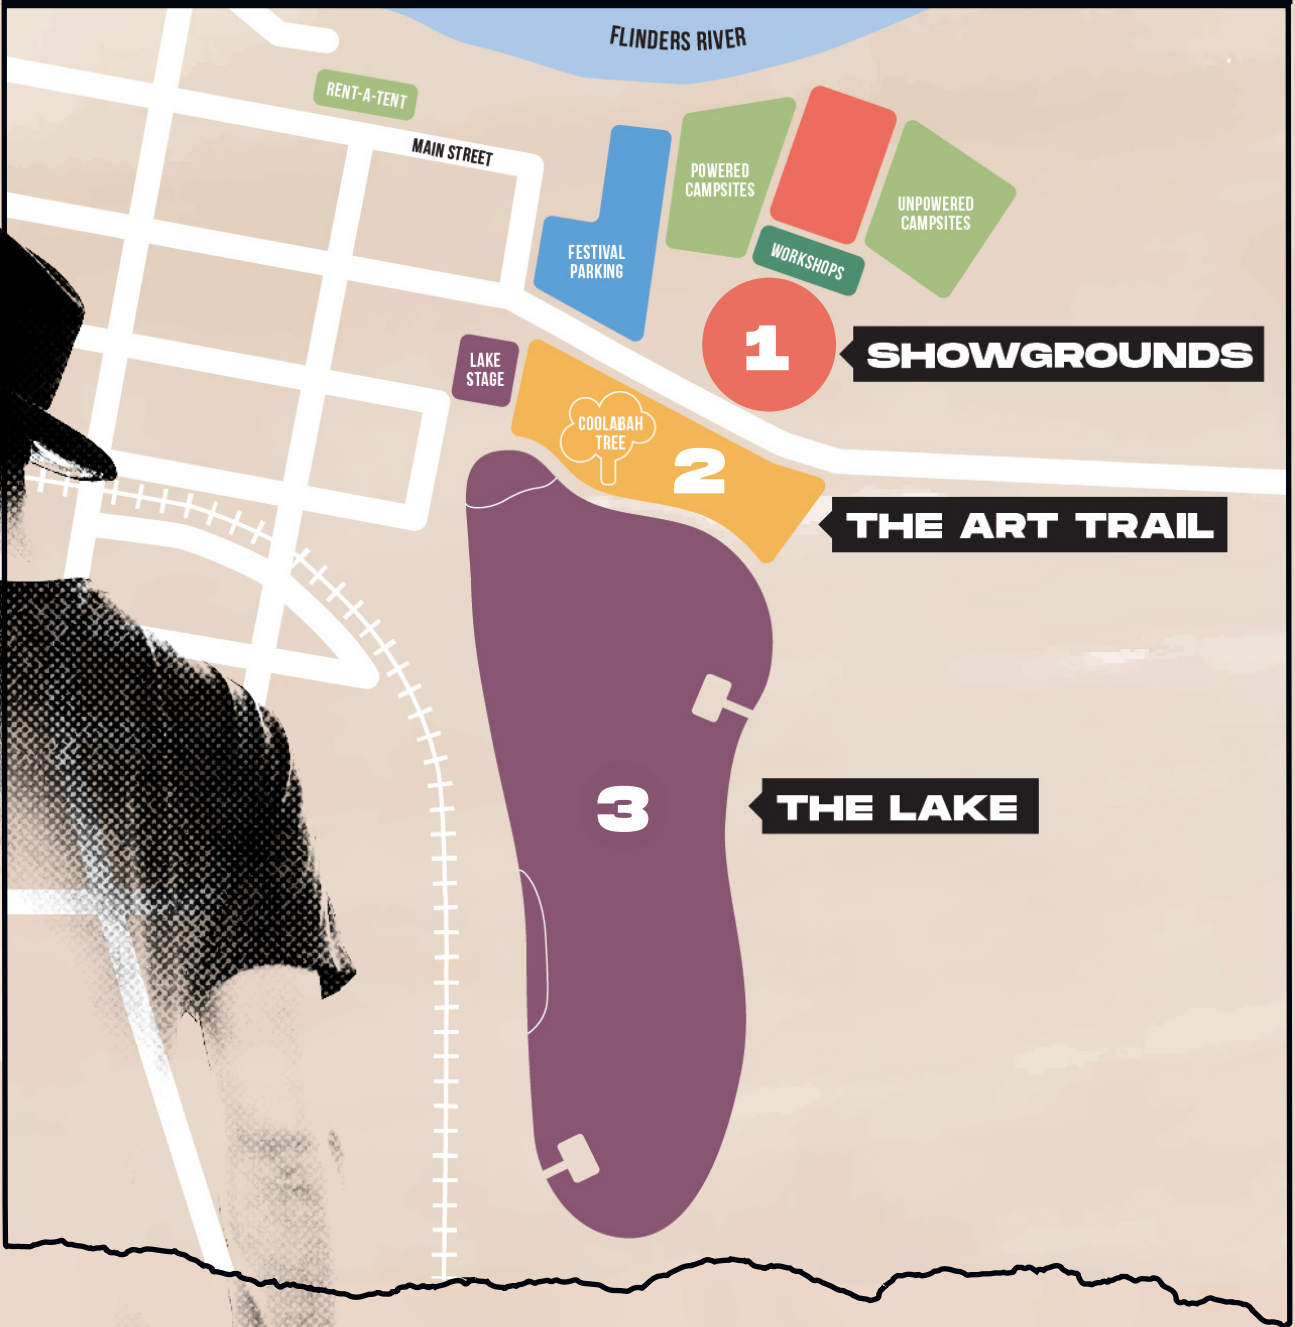 FLINDERS RIVER
RENT-A-TENT
MAIN STREET
POWERED
CAMPSITES
UNPOWERED
CAMPSITES
FESTIVAL
PARKING
WORKSHOPS
1
SHOWGROUNDS
LAKE
STAGE
COOLABAH
TREE
2
THE ART TRAIL
3
THE LAKE